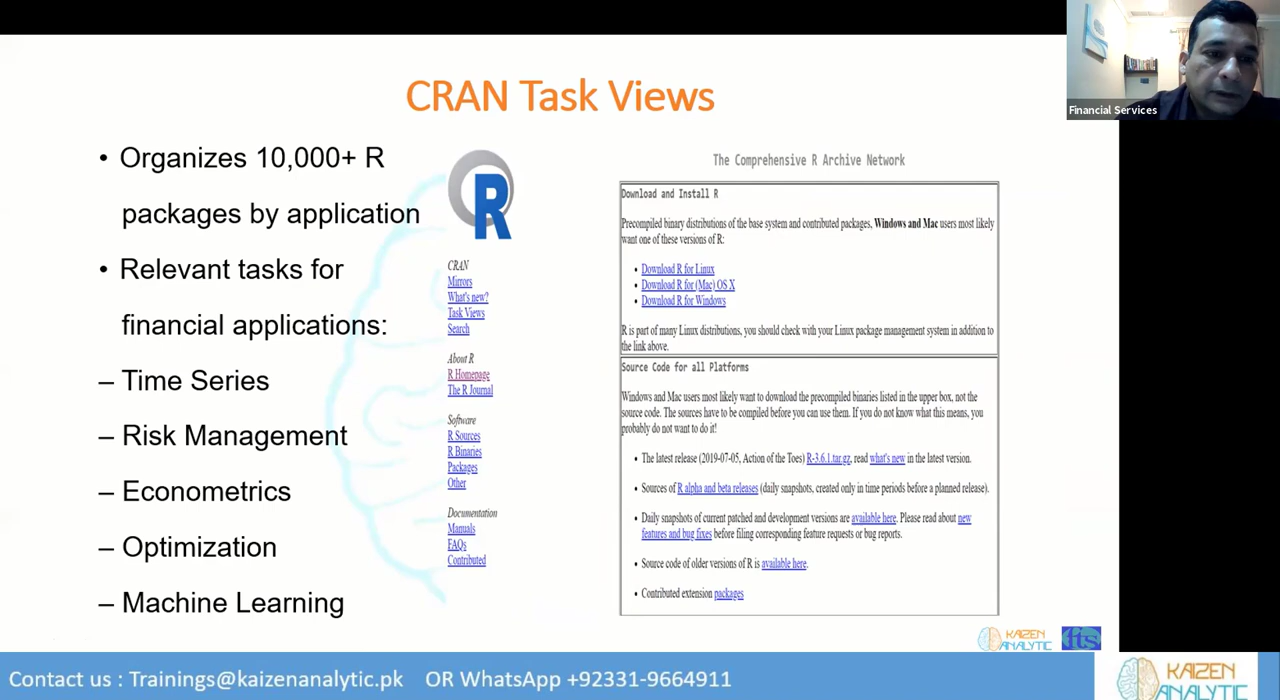 CRAN Task Views
• Organizes 10,000+ R
packages by application
• Relevant tasks for
financial applications:
– Time Series
– Risk Management
– Econometrics
– Optimization
– Machine Learning
R
CRAN
Mirrors
What's new?
Task Views
Search
About R
R Homepage
The R Journal
Software
R Sources
R Binaries
Packages
Other
Documentation
Manuals
FAQs
Contributed
The Comprehensive R Archive Network
Download and Install R
Precompiled binary distributions of the base system and contributed packages, Windows and Mac users most likely
want one of these versions of R:
• Download R for Linux
• Download R for (Mac) OS X
• Download R for Windows
R is part of many Linux distributions, you should check with your Linux package management system in addition to
the link above.
Source Code for all Platforms
Windows and Mac users most likely want to download the precompiled binaries listed in the upper box, not the
source code. The sources have to be compiled before you can use them. If you do not know what this means, you
probably do not want to do it!
• The latest release (2019-07-05, Action of the Toes) R-3.6.1.tar.gz, read what's new in the latest version.
• Sources of R alpha and beta releases (daily snapshots, created only in time periods before a planned release).
• Daily snapshots of current patched and development versions are available here. Please read about new
features and bug fixes before filing corresponding feature requests or bug reports.
• Source code of older versions of R is available here.
• Contributed extension packages
Financial Services
KAIZEN
ANALYTIC
fts
Contact us : Trainings@kaizenanalytic.pk OR WhatsApp +92331-9664911
KAIZEN
ANALYTIC